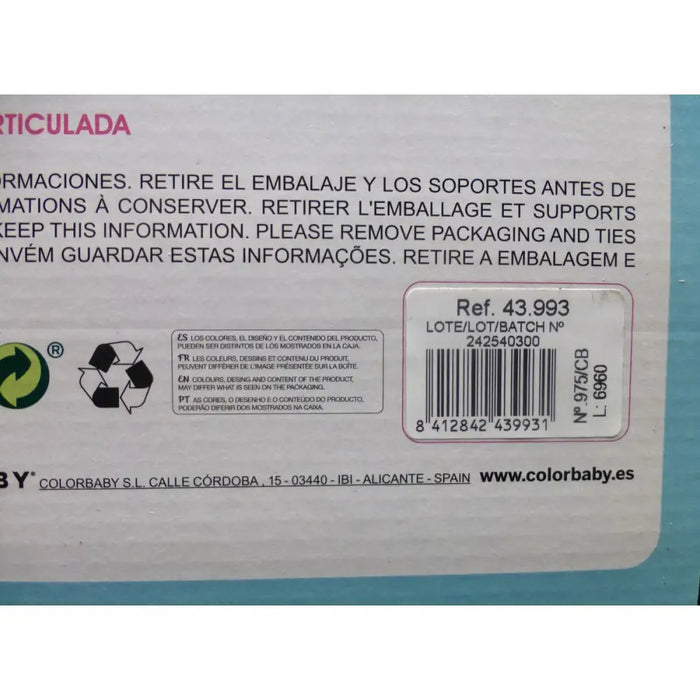 RTICULADA
ORMACIONES. RETIRE EL EMBALAJE Y LOS SOPORTES ANTES DE
MATIONS À CONSERVER. RETIRER L'EMBALLAGE ET SUPPORTS
KEEP THIS INFORMATION. PLEASE REMOVE PACKAGING AND TIES
NVÉM GUARDAR ESTAS INFORMAÇÕES. RETIRE A EMBALAGEM E
®
ES LOS COLORES, EL DISEÑO Y EL CONTENIDO DEL PRODUCTO,
PUEDEN SER DISTINTOS DE LOS MOSTRADOS EN LA CAJA.
FR LES COULEURS, DESSINS ET CONTENU DU PRODUIT,
PEUVENT DIFFÉRER DE L'IMAGE PRÉSENTÉE SUR LA BOÎTE.
EN COLOURS, DESING AND CONTENT OF THE PRODUCT,
MAY DIFFER WHAT IS SEEN ON THE PACKAGING.
PT AS CORES, O DESENHO E O CONTEÚDO DO PRODUCTO,
PODERÃO DIFERIR DOS MOSTRADOS NA CAIXA.
Ref. 43.993
LOTE/LOT/BATCH Nº
242540300
8 412842 439931
Nº.975/CB
L: 6960
BY® COLORBABY S.L. CALLE CÓRDOBA , 15 - 03440 - IBI - ALICANTE - SPAIN www.colorbaby.es